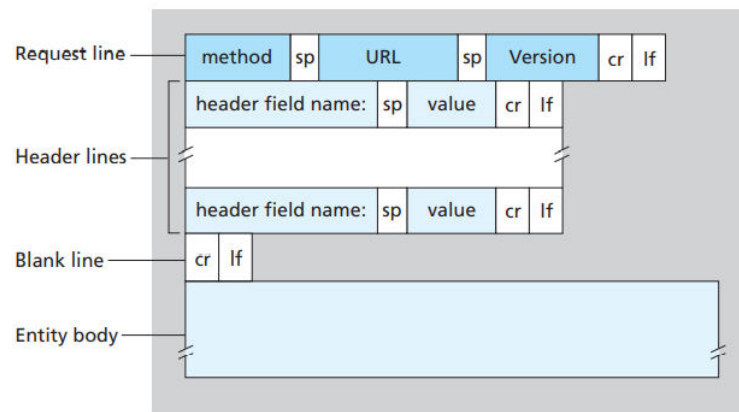 Request line method sp URL sp Version cr lf
header field name: sp value cr lf
Header lines
header field name: sp value cr lf
Blank line cr lf
Entity body